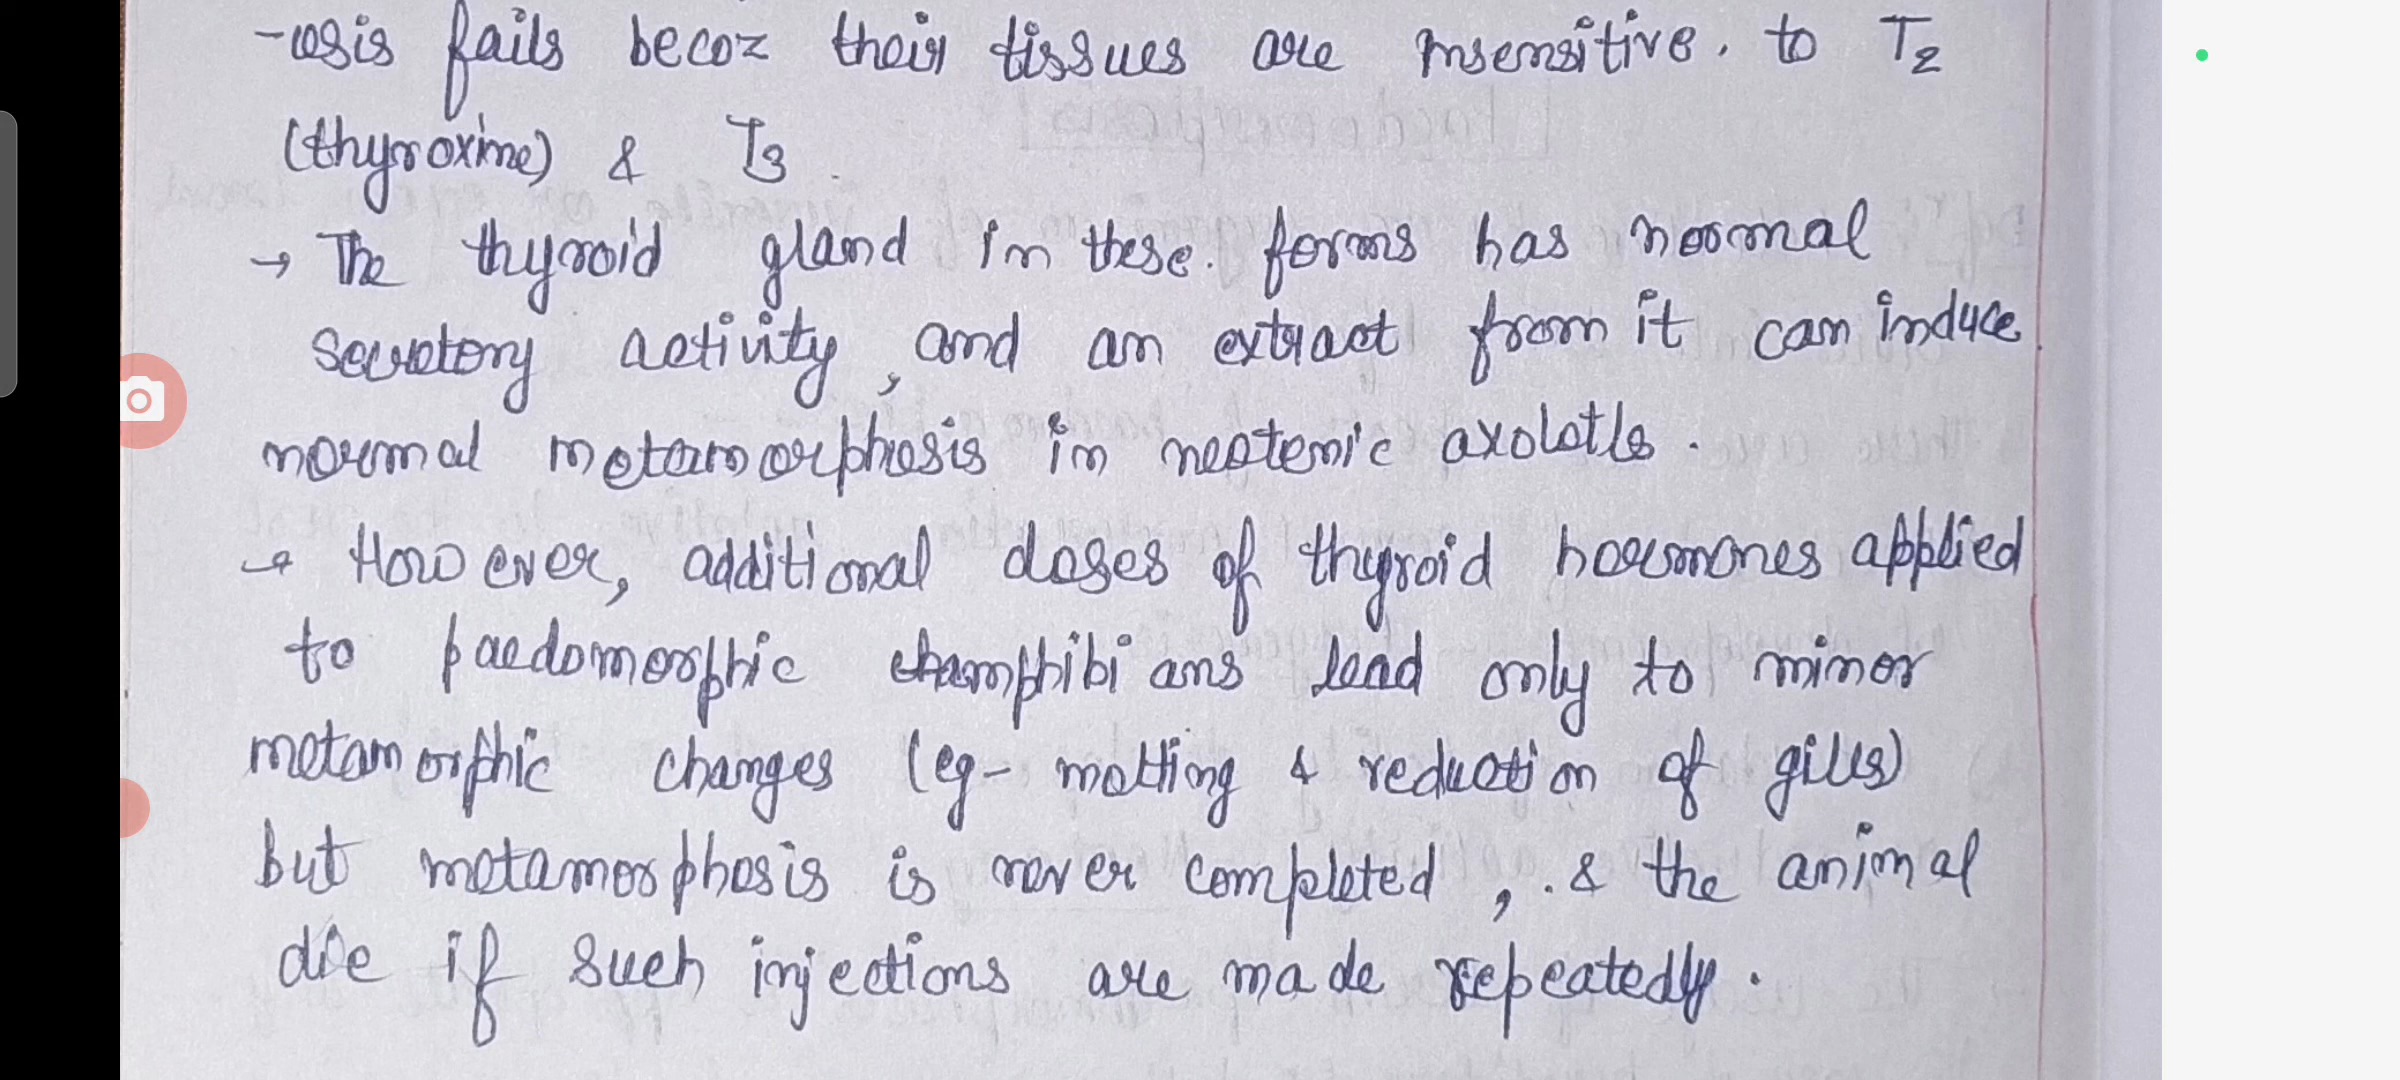 -osis fails becoz their tissues are insensitive. to T2
(thyroxine) & T3
→ The thyroid gland in these. forms has normal
secretory activity, and an extract from it can induce
normal metamorphosis in neotenic axolotls.
→ However, additional doses of thyroid hormones applied
to paedomorphic amphibians lead only to minor
metamorphic changes (eg- molting & reduction of gills)
but metamorphosis is never completed, . & the animal
die if such injections are made repeatedly.